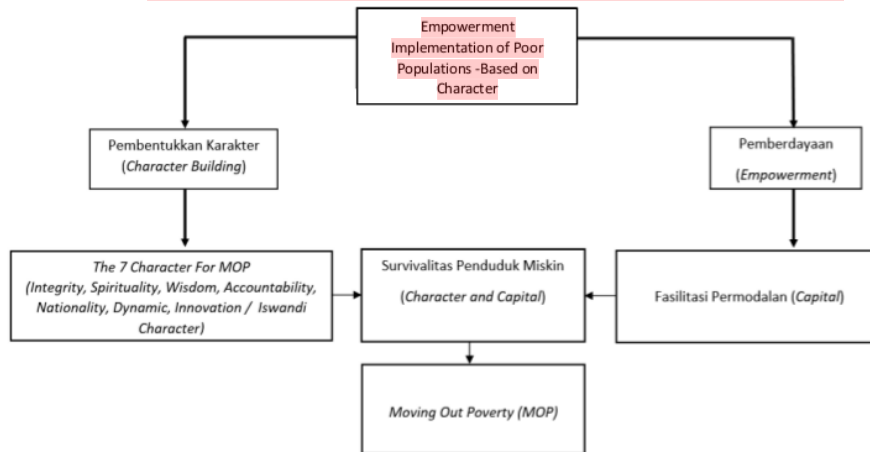 Empowerment
Implementation of Poor
Populations -Based on
Character
Pembentukkan Karakter
(Character Building)
Pemberdayaan
(Empowerment)
The 7 Character For MOP
(Integrity, Spirituality, Wisdom, Accountability,
Nationality, Dynamic, Innovation / Iswandi
Character)
Survivalitas Penduduk Miskin
(Character and Capital)
Fasilitasi Permodalan (Capital)
Moving Out Poverty (MOP)